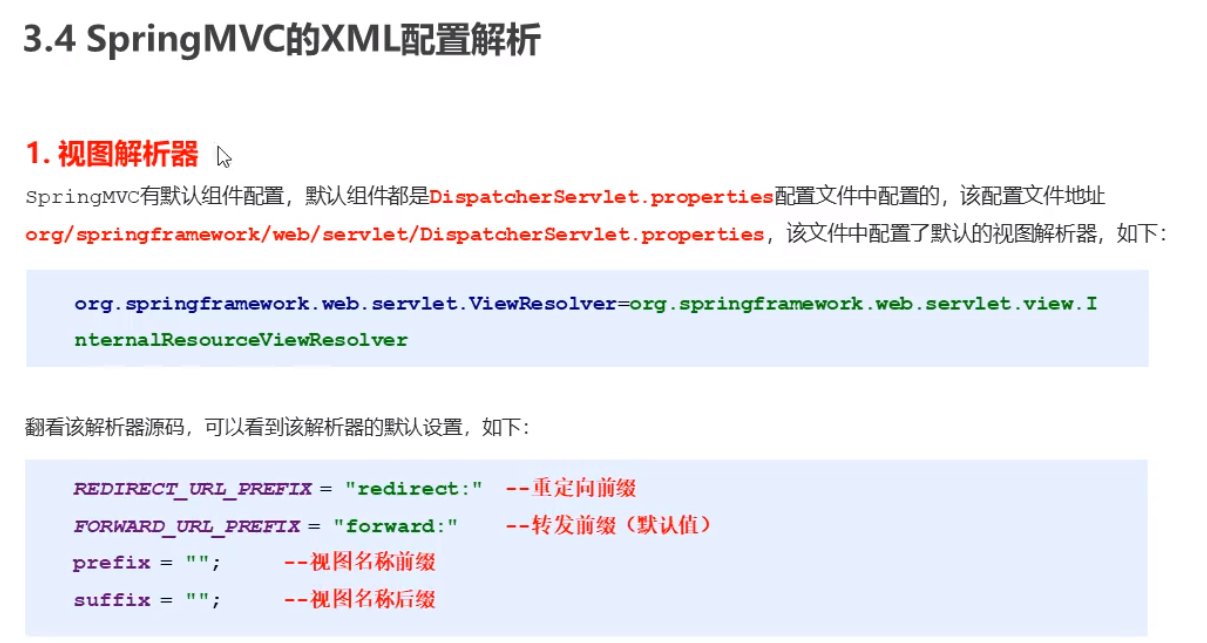 3.4 SpringMVC的XML配置解析
1. 视图解析器
SpringMVC有默认组件配置，默认组件都是DispatcherServlet.properties配置文件中配置的，该配置文件地址
org/springframework/web/servlet/DispatcherServlet.properties，该文件中配置了默认的视图解析器，如下：
org.springframework.web.servlet.ViewResolver=org.springframework.web.servlet.view.I
nternalResourceViewResolver
翻看该解析器源码，可以看到该解析器的默认设置，如下：
REDIRECT_URL_PREFIX = "redirect:" --重定向前缀
FORWARD_URL_PREFIX = "forward:" --转发前缀（默认值）
prefix = ""; --视图名称前缀
suffix = ""; --视图名称后缀